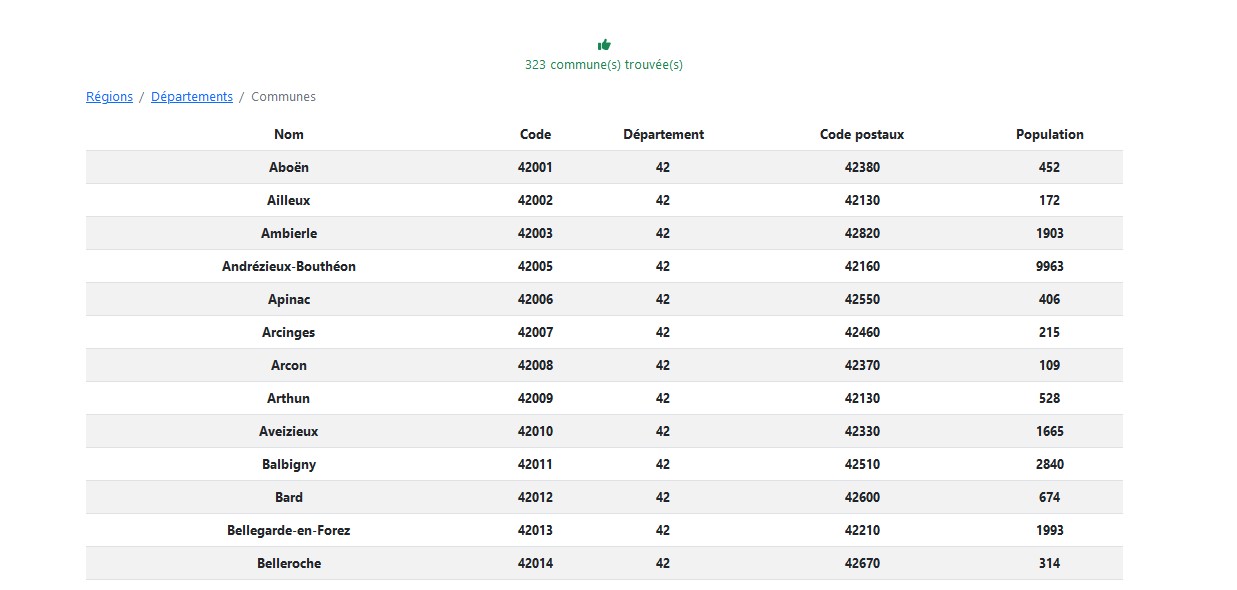 323 commune(s) trouvée(s)
Régions / Départements / Communes
Nom Code Département Code postaux Population
Aboën 42001 42 42380 452
Ailleux 42002 42 42130 172
Ambierle 42003 42 42820 1903
Andrézieux-Bouthéon 42005 42 42160 9963
Apinac 42006 42 42550 406
Arcinges 42007 42 42460 215
Arcon 42008 42 42370 109
Arthun 42009 42 42130 528
Aveizieux 42010 42 42330 1665
Balbigny 42011 42 42510 2840
Bard 42012 42 42600 674
Bellegarde-en-Forez 42013 42 42210 1993
Belleroche 42014 42 42670 314